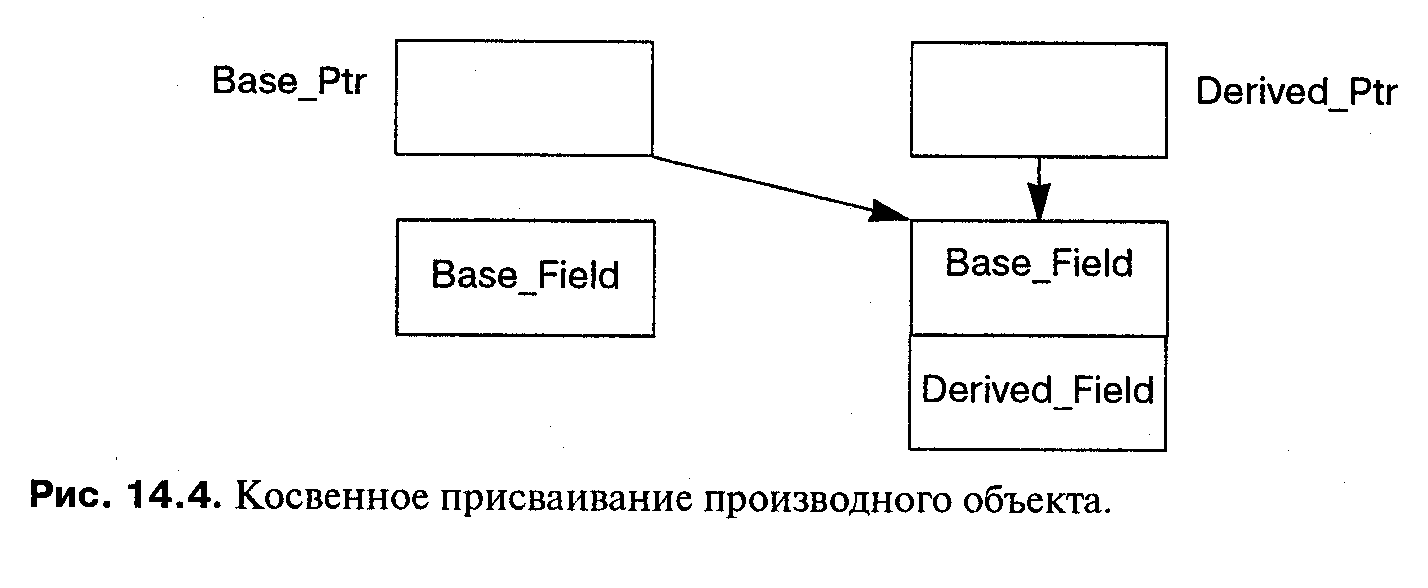 Base_Ptr
Derived_Ptr
Base_Field
Base_Field
Derived_Field
Рис. 14.4. Косвенное присваивание производного объекта.